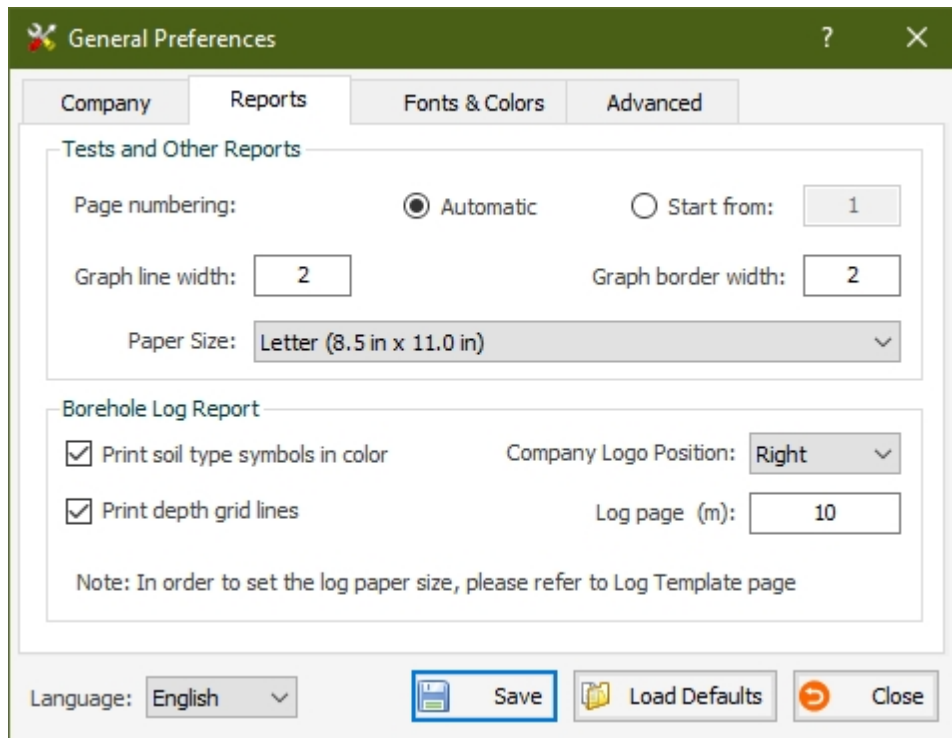 General Preferences ?
Company Reports Fonts & Colors Advanced
Tests and Other Reports
Page numbering: Automatic Start from: 1
Graph line width: 2 Graph border width: 2
Paper Size: Letter (8.5 in x 11.0 in)
Borehole Log Report
Print soil type symbols in color Company Logo Position: Right
Print depth grid lines Log page (m): 10
Note: In order to set the log paper size, please refer to Log Template page
Language: English Save Load Defaults Close